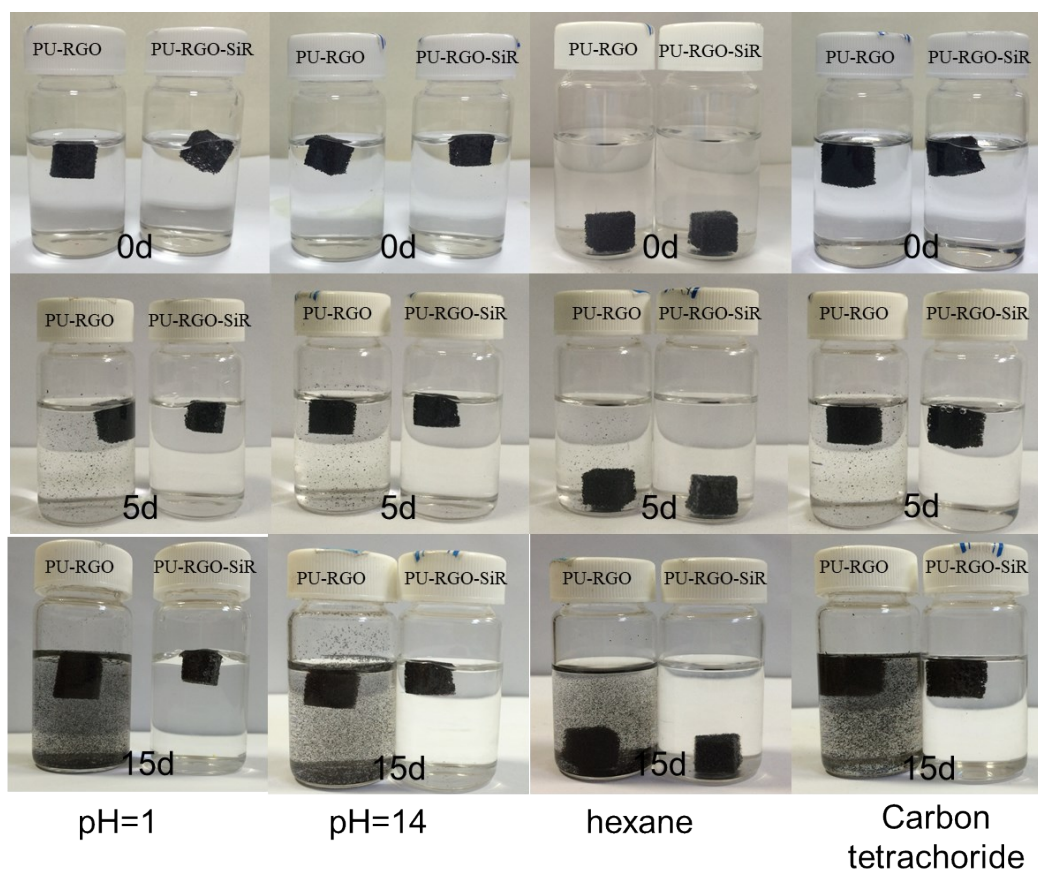 PU-RGO PU-RGO-SiR PU-RGO PU-RGO-SiR PU-RGO PU-RGO-SiR PU-RGO PU-RGO-SiR
0d 0d 0d 0d
PU-RGO PU-RGO-SiR PU-RGO PU-RGO-SiR PU-RGO PU-RGO-SiR PU-RGO PU-RGO-SiR
5d 5d 5d 5d
PU-RGO PU-RGO-SiR PU-RGO PU-RGO-SiR PU-RGO PU-RGO-SiR PU-RGO PU-RGO-SiR
15d 15d 15d 15d
pH=1 pH=14 hexane Carbon
tetrachoride